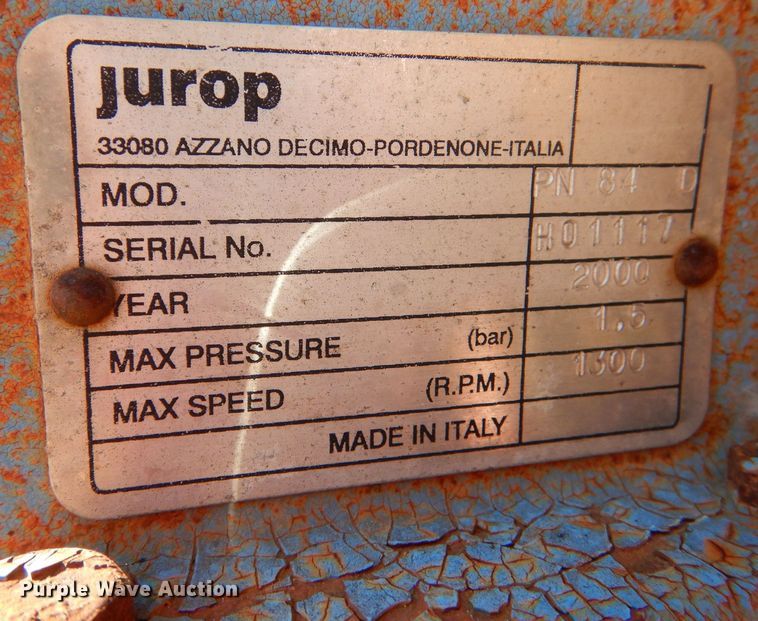 jurop
33080 AZZANO DECIMO-PORDENONE-ITALIA
MOD. PN 84 D
SERIAL No. H01117
YEAR 2000
MAX PRESSURE (bar) 1,5
MAX SPEED (R.P.M.) 1300
MADE IN ITALY
Purple Wave Auction